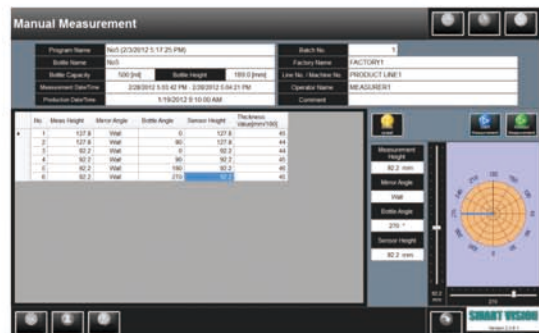 Manual Measurement
Program Name No5 (2/3/2012 5:17:25 PM) Batch No. 1
Bottle Name No5 Factory Name FACTORY1
Bottle Capacity 500 [ml] Bottle Height 189.0 [mm] Line No. / Machine No. PRODUCT LINE1
Measurement Date/Time 2/28/2012 5:03:42 PM - 2/28/2012 5:04:21 PM Operator Name MEASURER1
Production Date/Time 1/19/2012 8:10:00 AM Comment
No. Meas Height Mirror Angle Bottle Angle Sensor Height Thickness Value[mm/100]
1 127.8 Wall 0 127.8 45
2 127.8 Wall 90 127.8 44
3 92.2 Wall 0 92.2 44
4 92.2 Wall 90 92.2 45
5 92.2 Wall 180 92.2 46
6 92.2 Wall 270 92.2 46
Measurement Measurement
Measurement Height
92.2 mm
Mirror Angle
Wall
Bottle Angle
270 °
Sensor Height
92.2 mm
92.2 mm
270
SMART VISION